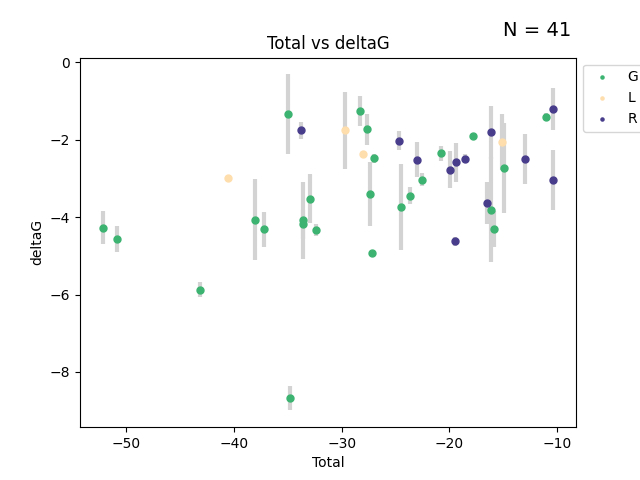 N = 41
Total vs deltaG
G
L
R
0
−2
−4
−6
−8
deltaG
−50 −40 −30 −20 −10
Total